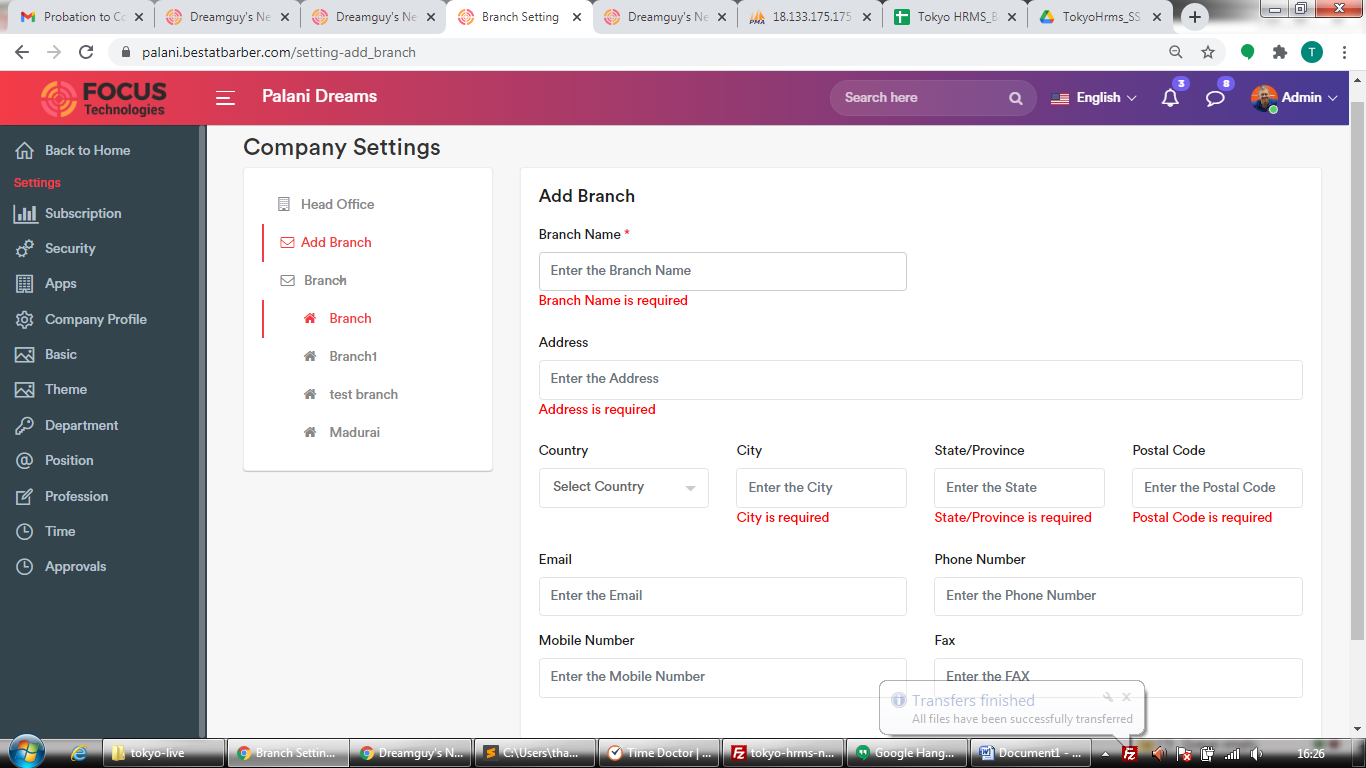 Probation to Co
Dreamguy's Ne
Dreamguy's Ne
Branch Setting
Dreamguy's Ne
18.133.175.175
Tokyo HRMS_B
TokyoHrms_SS
palani.bestatbarber.com/setting-add_branch
T
FOCUS
Technologies
Palani Dreams
Search here
English
3
8
Admin
Back to Home
Settings
Subscription
Security
Apps
Company Profile
Basic
Theme
Department
Position
Profession
Time
Approvals
Company Settings
Head Office
Add Branch
Branch
Branch
Branch1
test branch
Madurai
Add Branch
Branch Name *
Enter the Branch Name
Branch Name is required
Address
Enter the Address
Address is required
Country
City
State/Province
Postal Code
Select Country
Enter the City
Enter the State
Enter the Postal Code
City is required
State/Province is required
Postal Code is required
Email
Phone Number
Enter the Email
Enter the Phone Number
Mobile Number
Fax
Enter the Mobile Number
Enter the FAX
Transfers finished
All files have been successfully transferred
tokyo-live
Branch Settin...
Dreamguy's N...
C:\Users\tha...
Time Doctor | ...
tokyo-hrms-n...
Google Hang...
Document1 - ...
16:26